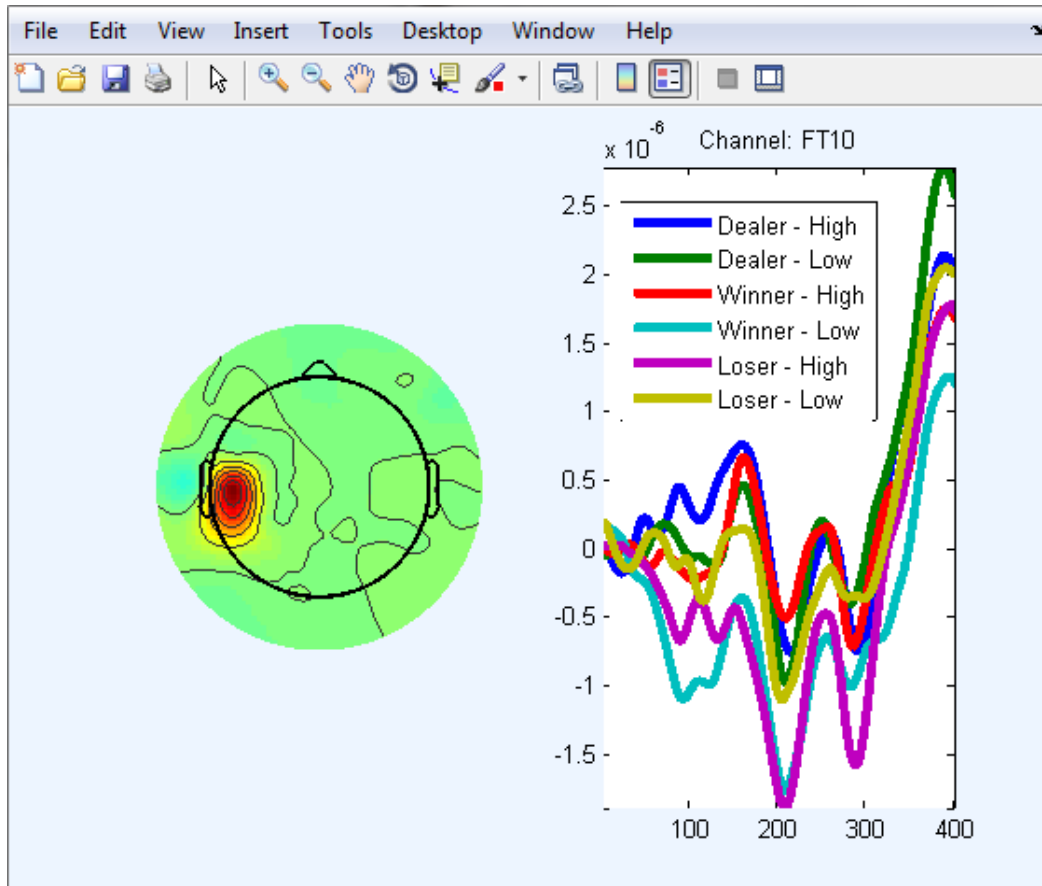 File Edit View Insert Tools Desktop Window Help
x 10^-6
Channel: FT10
2.5
2
1.5
1
0.5
0
-0.5
-1
-1.5
Dealer - High
Dealer - Low
Winner - High
Winner - Low
Loser - High
Loser - Low
100 200 300 400